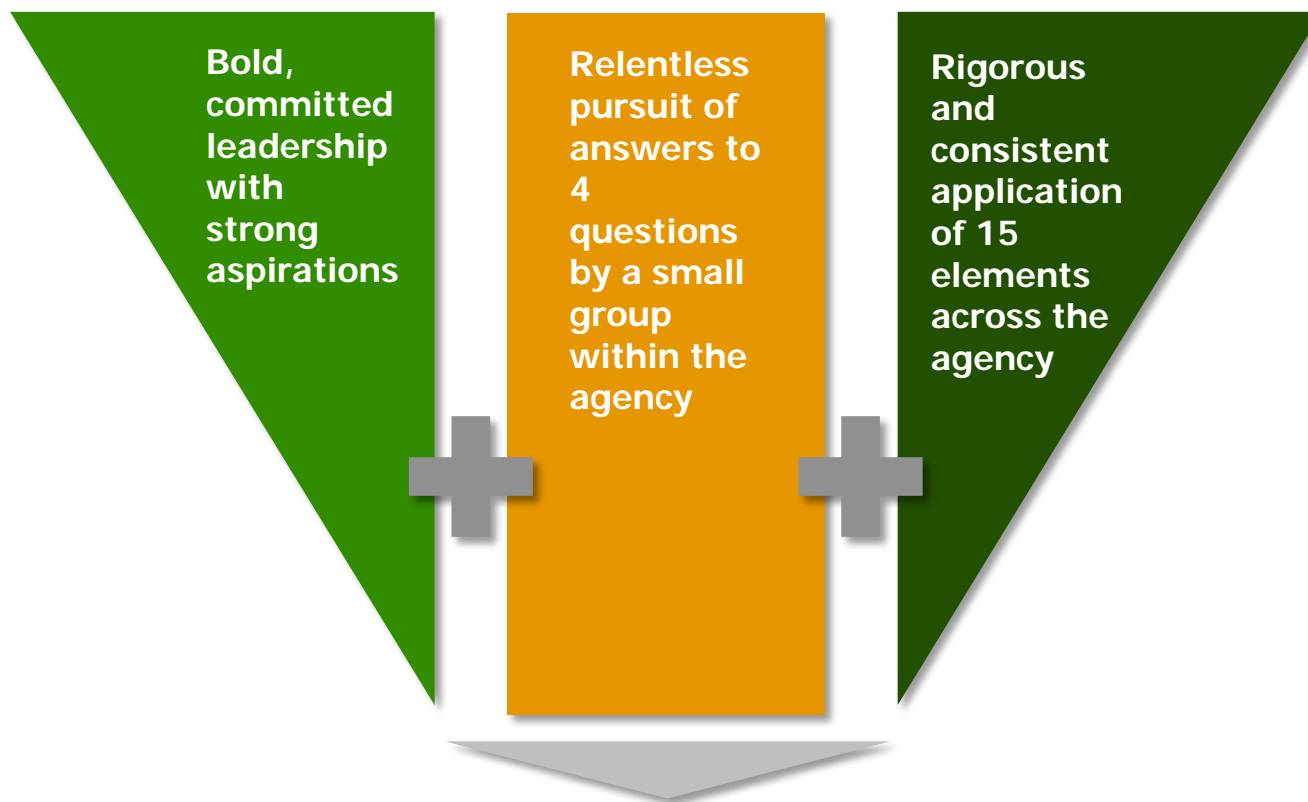 Bold,
committed
leadership
with
strong
aspirations
Relentless
pursuit of
answers to
4
questions
by a small
group
within the
agency
Rigorous
and
consistent
application
of 15
elements
across the
agency